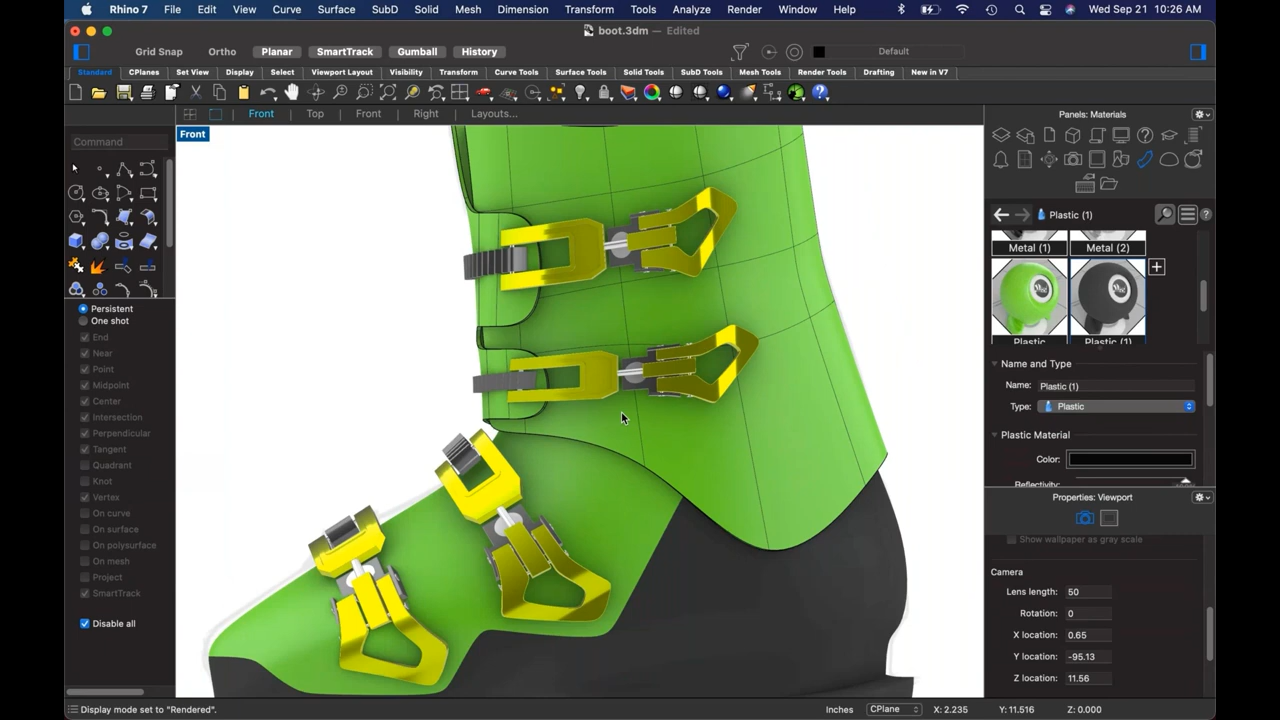 Rhino 7 File Edit View Curve Surface SubD Solid Mesh Dimension Transform Tools Analyze Render Window Help Wed Sep 21 10:26 AM
boot.3dm — Edited
Grid Snap Ortho Planar SmartTrack Gumball History Default
Standard CPlanes Set View Display Select Viewport Layout Visibility Transform Curve Tools Surface Tools Solid Tools SubD Tools Mesh Tools Render Tools Drafting New in V7
Front Top Front Right Layouts...
Panels: Materials
Front
Command
Plastic (1)
Metal (1) Metal (2)
Plastic Plastic (1)
Persistent
One shot
End
Near
Point
Midpoint
Center
Intersection
Perpendicular
Tangent
Quadrant
Knot
Vertex
On curve
On surface
On polysurface
On mesh
Project
SmartTrack
Disable all
Name and Type
Name: Plastic (1)
Type: Plastic
Plastic Material
Color:
Reflectivity:
Properties: Viewport
Show wallpaper as gray scale
Camera
Lens length: 50
Rotation: 0
X location: 0.65
Y location: -95.13
Z location: 11.56
Display mode set to "Rendered". Inches CPlane X: 2.235 Y: 11.516 Z: 0.000